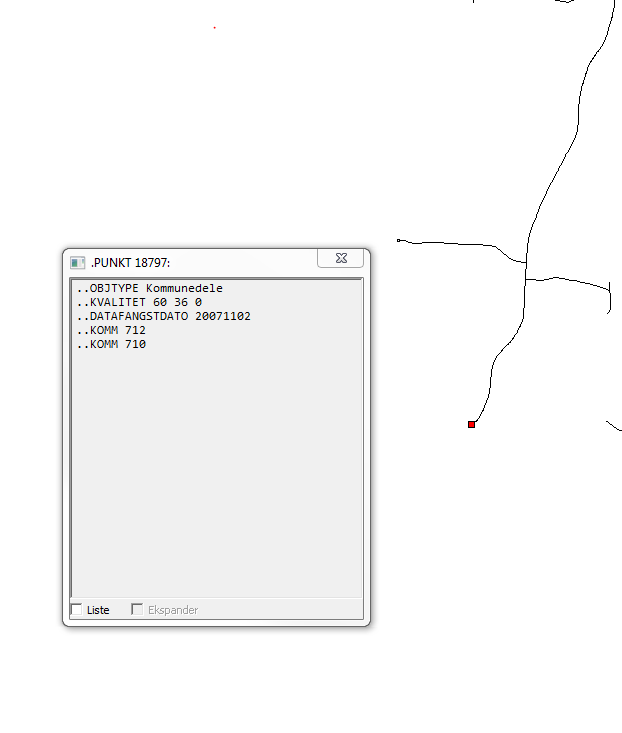 .PUNKT 18797:
..OBJTYPE Kommunedele
..KVALITET 60 36 0
..DATAFANGSTDATO 20071102
..KOMM 712
..KOMM 710
Liste Ekspander